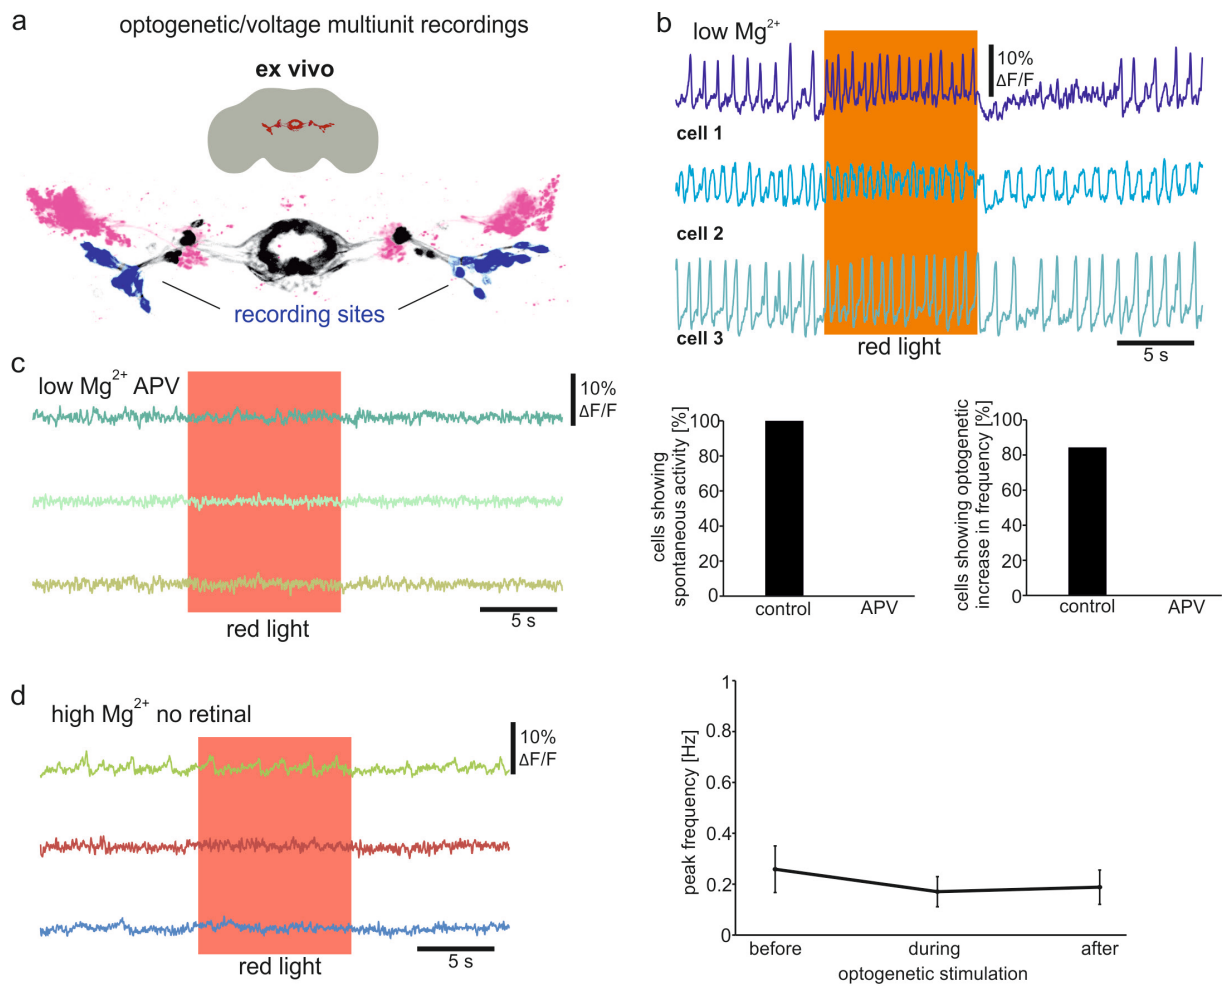 a
optogenetic/voltage multiunit recordings
ex vivo
recording sites
b
low Mg²⁺
10%
ΔF/F
cell 1
cell 2
cell 3
red light
5 s
c
low Mg²⁺ APV
10%
ΔF/F
red light
5 s
cells showing
spontaneous activity [%]
100
80
60
40
20
0
control
APV
cells showing optogenetic
increase in frequency [%]
100
80
60
40
20
0
control
APV
d
high Mg²⁺ no retinal
10%
ΔF/F
red light
5 s
peak frequency [Hz]
1
0.8
0.6
0.4
0.2
0
before
during
after
optogenetic stimulation